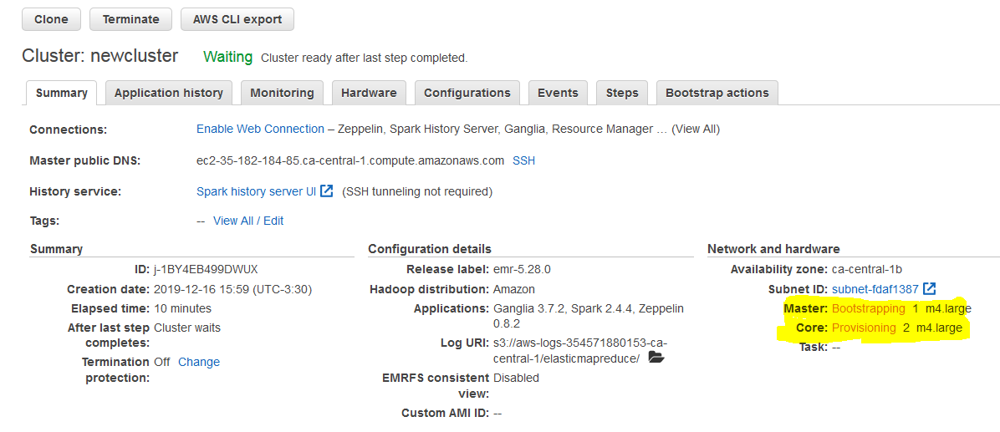 Clone Terminate AWS CLI export
Cluster: newcluster Waiting Cluster ready after last step completed.
Summary Application history Monitoring Hardware Configurations Events Steps Bootstrap actions
Connections: Enable Web Connection – Zeppelin, Spark History Server, Ganglia, Resource Manager … (View All)
Master public DNS: ec2-35-182-184-85.ca-central-1.compute.amazonaws.com SSH
History service: Spark history server UI (SSH tunneling not required)
Tags: -- View All / Edit
Summary
ID: j-1BY4EB499DWUX
Creation date: 2019-12-16 15:59 (UTC-3:30)
Elapsed time: 10 minutes
After last step Cluster waits
completes:
Termination Off Change
protection:
Configuration details
Release label: emr-5.28.0
Hadoop distribution: Amazon
Applications: Ganglia 3.7.2, Spark 2.4.4, Zeppelin
0.8.2
Log URI: s3://aws-logs-354571880153-ca-
central-1/elasticmapreduce/
EMRFS consistent Disabled
view:
Custom AMI ID: --
Network and hardware
Availability zone: ca-central-1b
Subnet ID: subnet-fdaf1387
Master: Bootstrapping 1 m4.large
Core: Provisioning 2 m4.large
Task: --